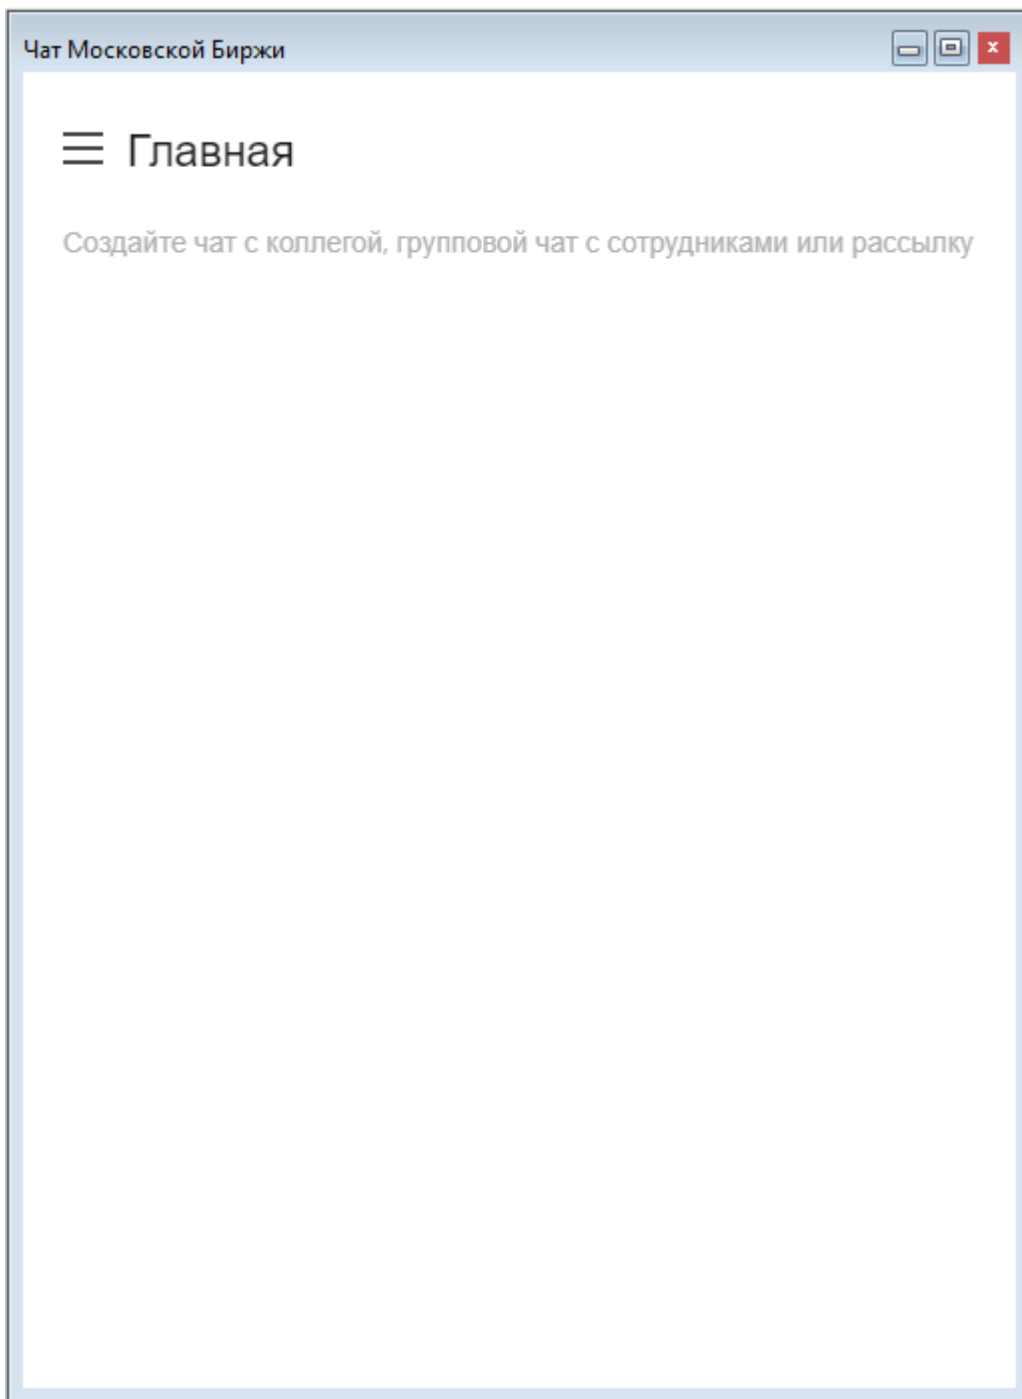 Чат Московской Биржи
Главная
Создайте чат с коллегой, групповой чат с сотрудниками или рассылку